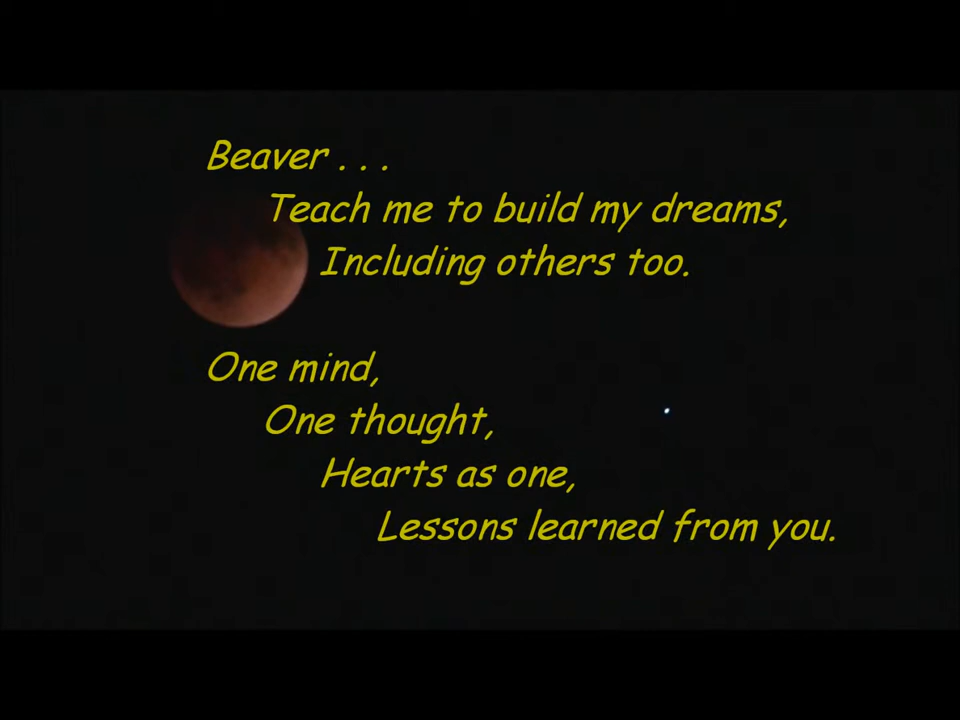 Beaver . . .
Teach me to build my dreams,
Including others too.
One mind,
One thought,
Hearts as one,
Lessons learned from you.